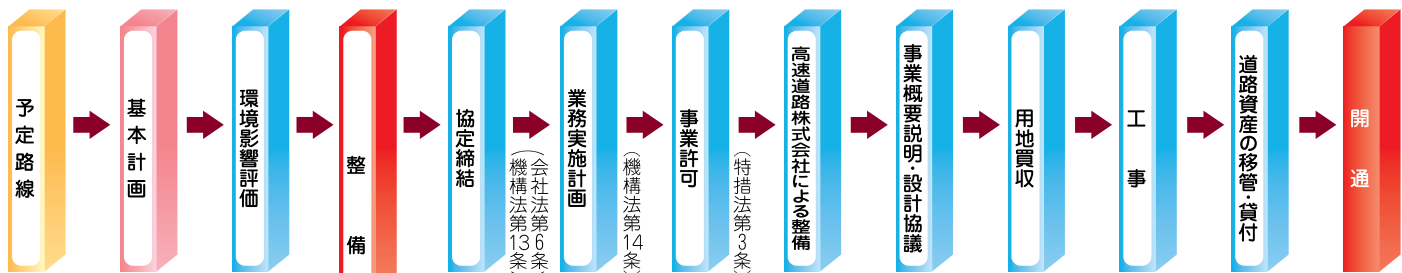 予定路線
基本計画
環境影響評価
整備
協定締結
(会社法第6条
機構法第13条)
業務実施計画
(機構法第14条)
事業許可
(特措法第3条)
高速道路株式会社による整備
事業概要説明・設計協議
用地買収
工事
道路資産の移管・貸付
開通